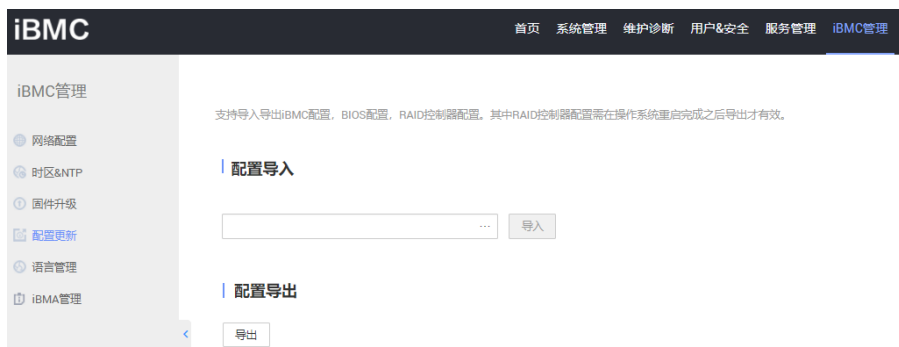 iBMC 首页 系统管理 维护诊断 用户&安全 服务管理 iBMC管理
iBMC管理
网络配置
时区&NTP
固件升级
配置更新
语言管理
iBMA管理
支持导入导出iBMC配置，BIOS配置，RAID控制器配置。其中RAID控制器配置需在操作系统重启完成之后导出才有效。
配置导入
... 导入
配置导出
导出